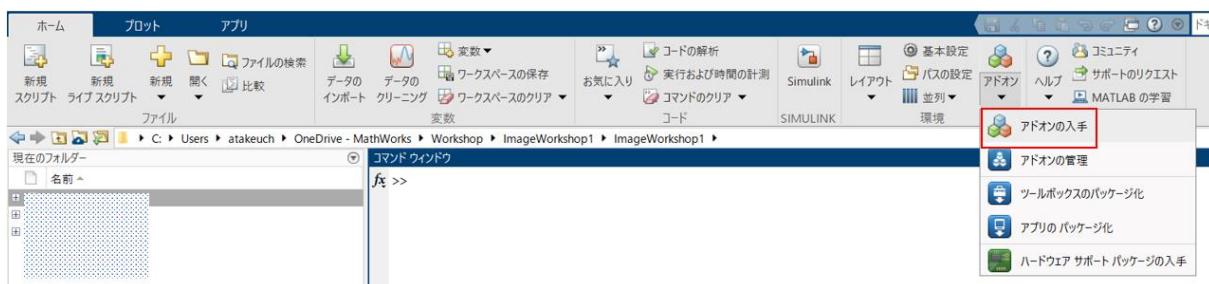 ホーム プロット アプリ
ドキ
新規 スクリプト
新規 ライブ スクリプト
新規
開く
ファイルの検索
比較
ファイル
データの インポート
データの クリーニング
変数
ワークスペースの保存
ワークスペースのクリア
変数
お気に入り
コードの解析
実行および時間の計測
コマンドのクリア
コード
Simulink
SIMULINK
レイアウト
基本設定
パスの設定
並列
環境
アドオン
ヘルプ
コミュニティ
サポートのリクエスト
MATLAB の学習
アドオンの入手
アドオンの管理
ツールボックスのパッケージ化
アプリの パッケージ化
ハードウェア サポート パッケージの入手
C: Users atakeuch OneDrive - MathWorks Workshop ImageWorkshop1 ImageWorkshop1
現在のフォルダー
名前
コマンド ウィンドウ
fx >>